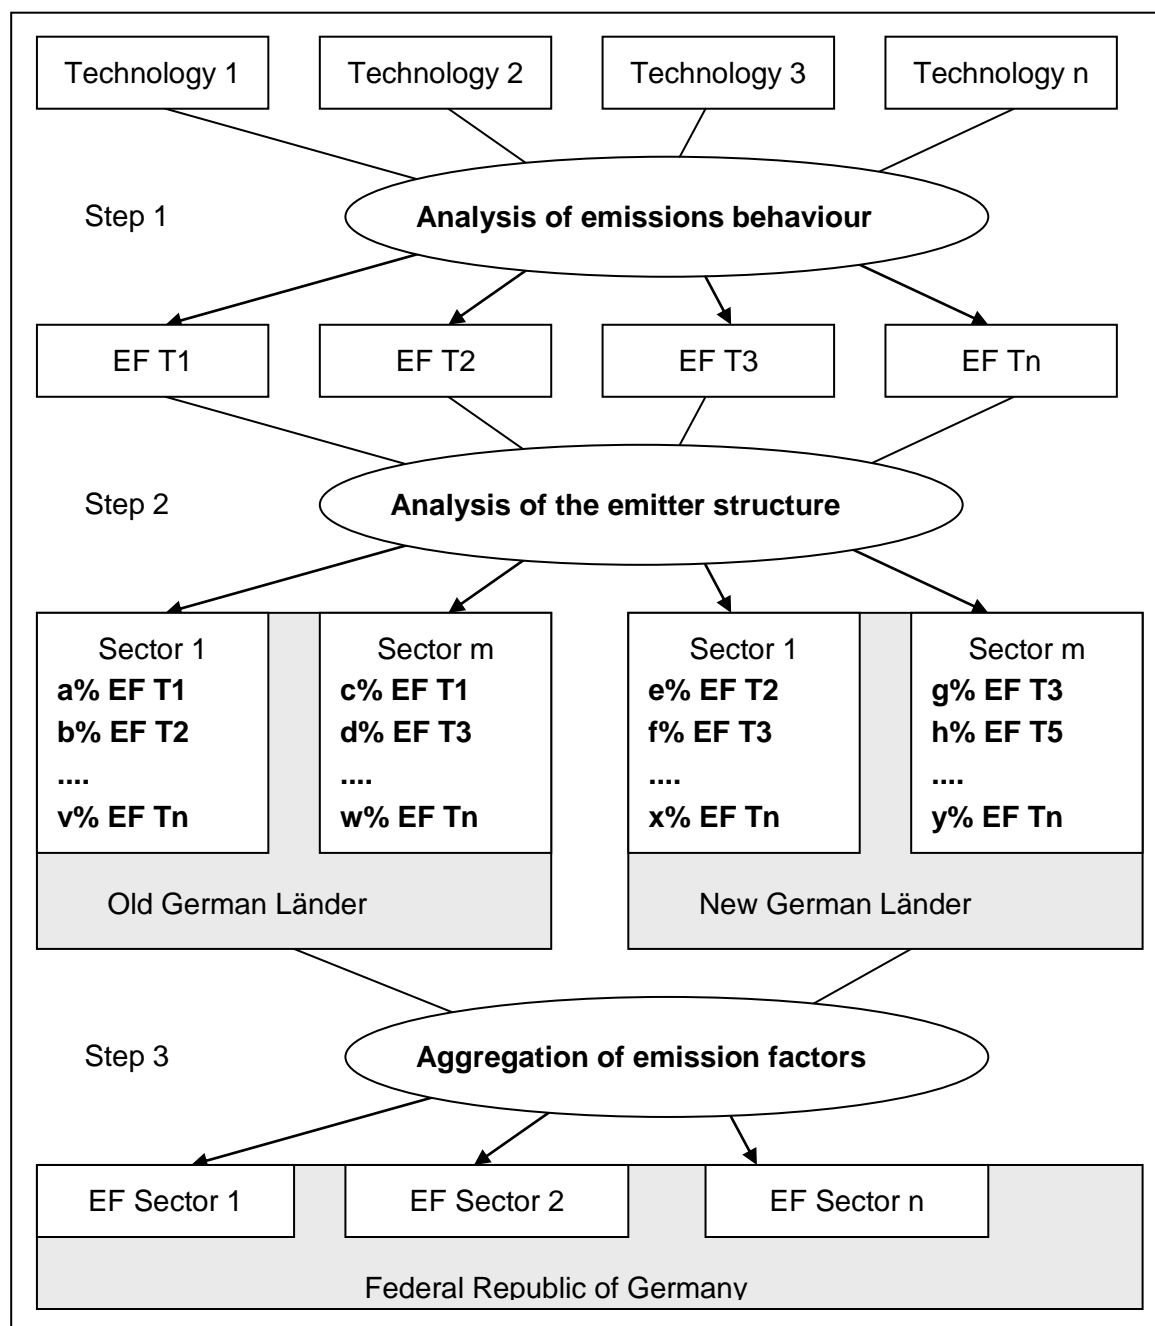 Technology 1
Technology 2
Technology 3
Technology n
Step 1
Analysis of emissions behaviour
EF T1
EF T2
EF T3
EF Tn
Step 2
Analysis of the emitter structure
Sector 1
a% EF T1
b% EF T2
....
v% EF Tn
Sector m
c% EF T1
d% EF T3
....
w% EF Tn
Old German Länder
Sector 1
e% EF T2
f% EF T3
....
x% EF Tn
Sector m
g% EF T3
h% EF T5
....
y% EF Tn
New German Länder
Step 3
Aggregation of emission factors
EF Sector 1
EF Sector 2
EF Sector n
Federal Republic of Germany